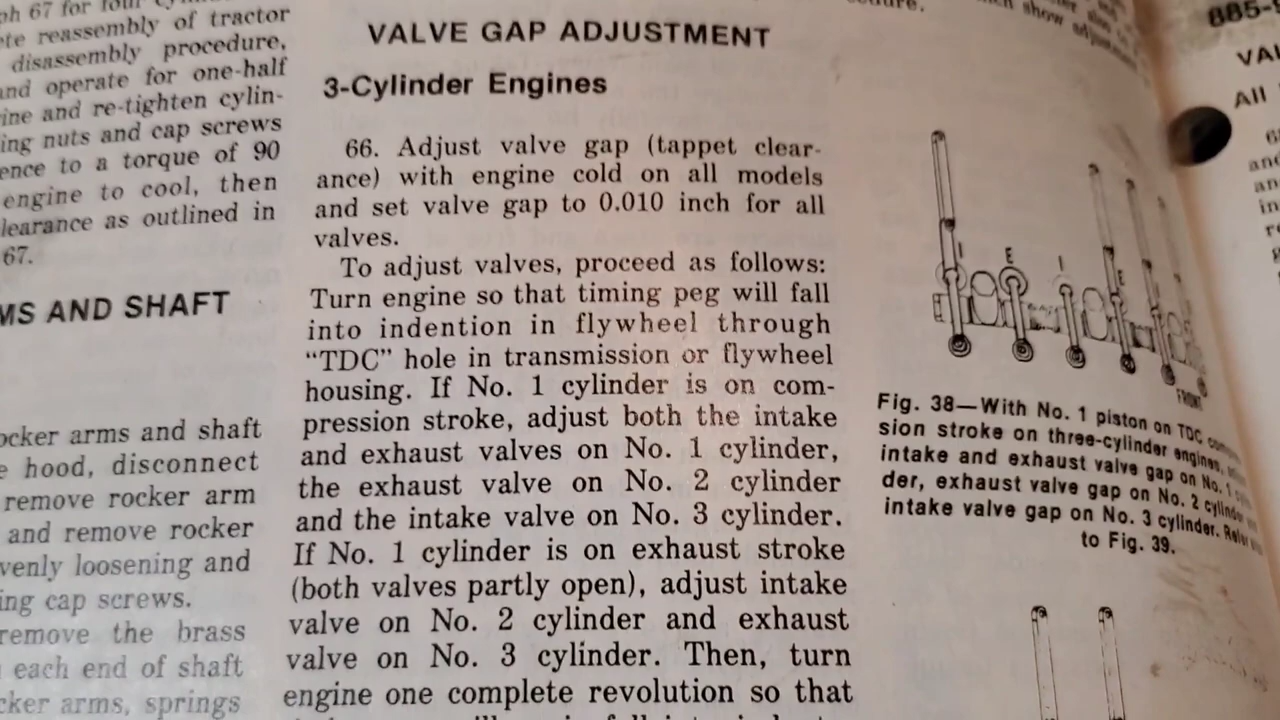 ph 67 for four cylinder
ete reassembly of tractor
disassembly procedure,
and operate for one-half
ine and re-tighten cylin-
ing nuts and cap screws
ence to a torque of 90
engine to cool, then
learance as outlined in
67.
MS AND SHAFT
ocker arms and shaft
e hood, disconnect
remove rocker arm
and remove rocker
venly loosening and
ing cap screws.
remove the brass
each end of shaft
cker arms, springs
VALVE GAP ADJUSTMENT
3-Cylinder Engines
66. Adjust valve gap (tappet clear-
ance) with engine cold on all models
and set valve gap to 0.010 inch for all
valves.
To adjust valves, proceed as follows:
Turn engine so that timing peg will fall
into indention in flywheel through
“TDC” hole in transmission or flywheel
housing. If No. 1 cylinder is on com-
pression stroke, adjust both the intake
and exhaust valves on No. 1 cylinder,
the exhaust valve on No. 2 cylinder
and the intake valve on No. 3 cylinder.
If No. 1 cylinder is on exhaust stroke
(both valves partly open), adjust intake
valve on No. 2 cylinder and exhaust
valve on No. 3 cylinder. Then, turn
engine one complete revolution so that
show
I E I E
FRONT
Fig. 38—With No. 1 piston on TDC
sion stroke on three-cylinder engines,
intake and exhaust valve gap on No. 1
der, exhaust valve gap on No. 2
intake valve gap on No. 3 cylinder. Refer
to Fig. 39.
885-
VAL
All